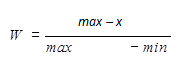 max – x
W =
max – min